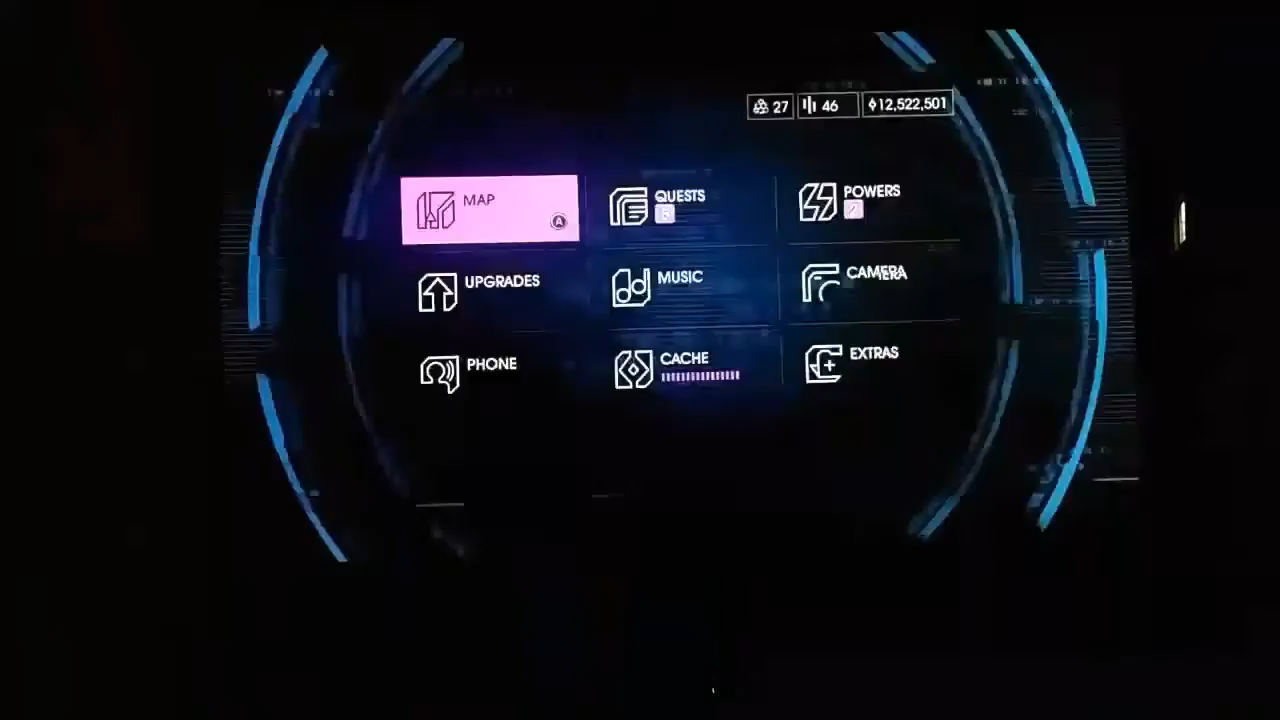 27 46 12,522,501
MAP
A
QUESTS
POWERS
UPGRADES
MUSIC
CAMERA
PHONE
CACHE
EXTRAS